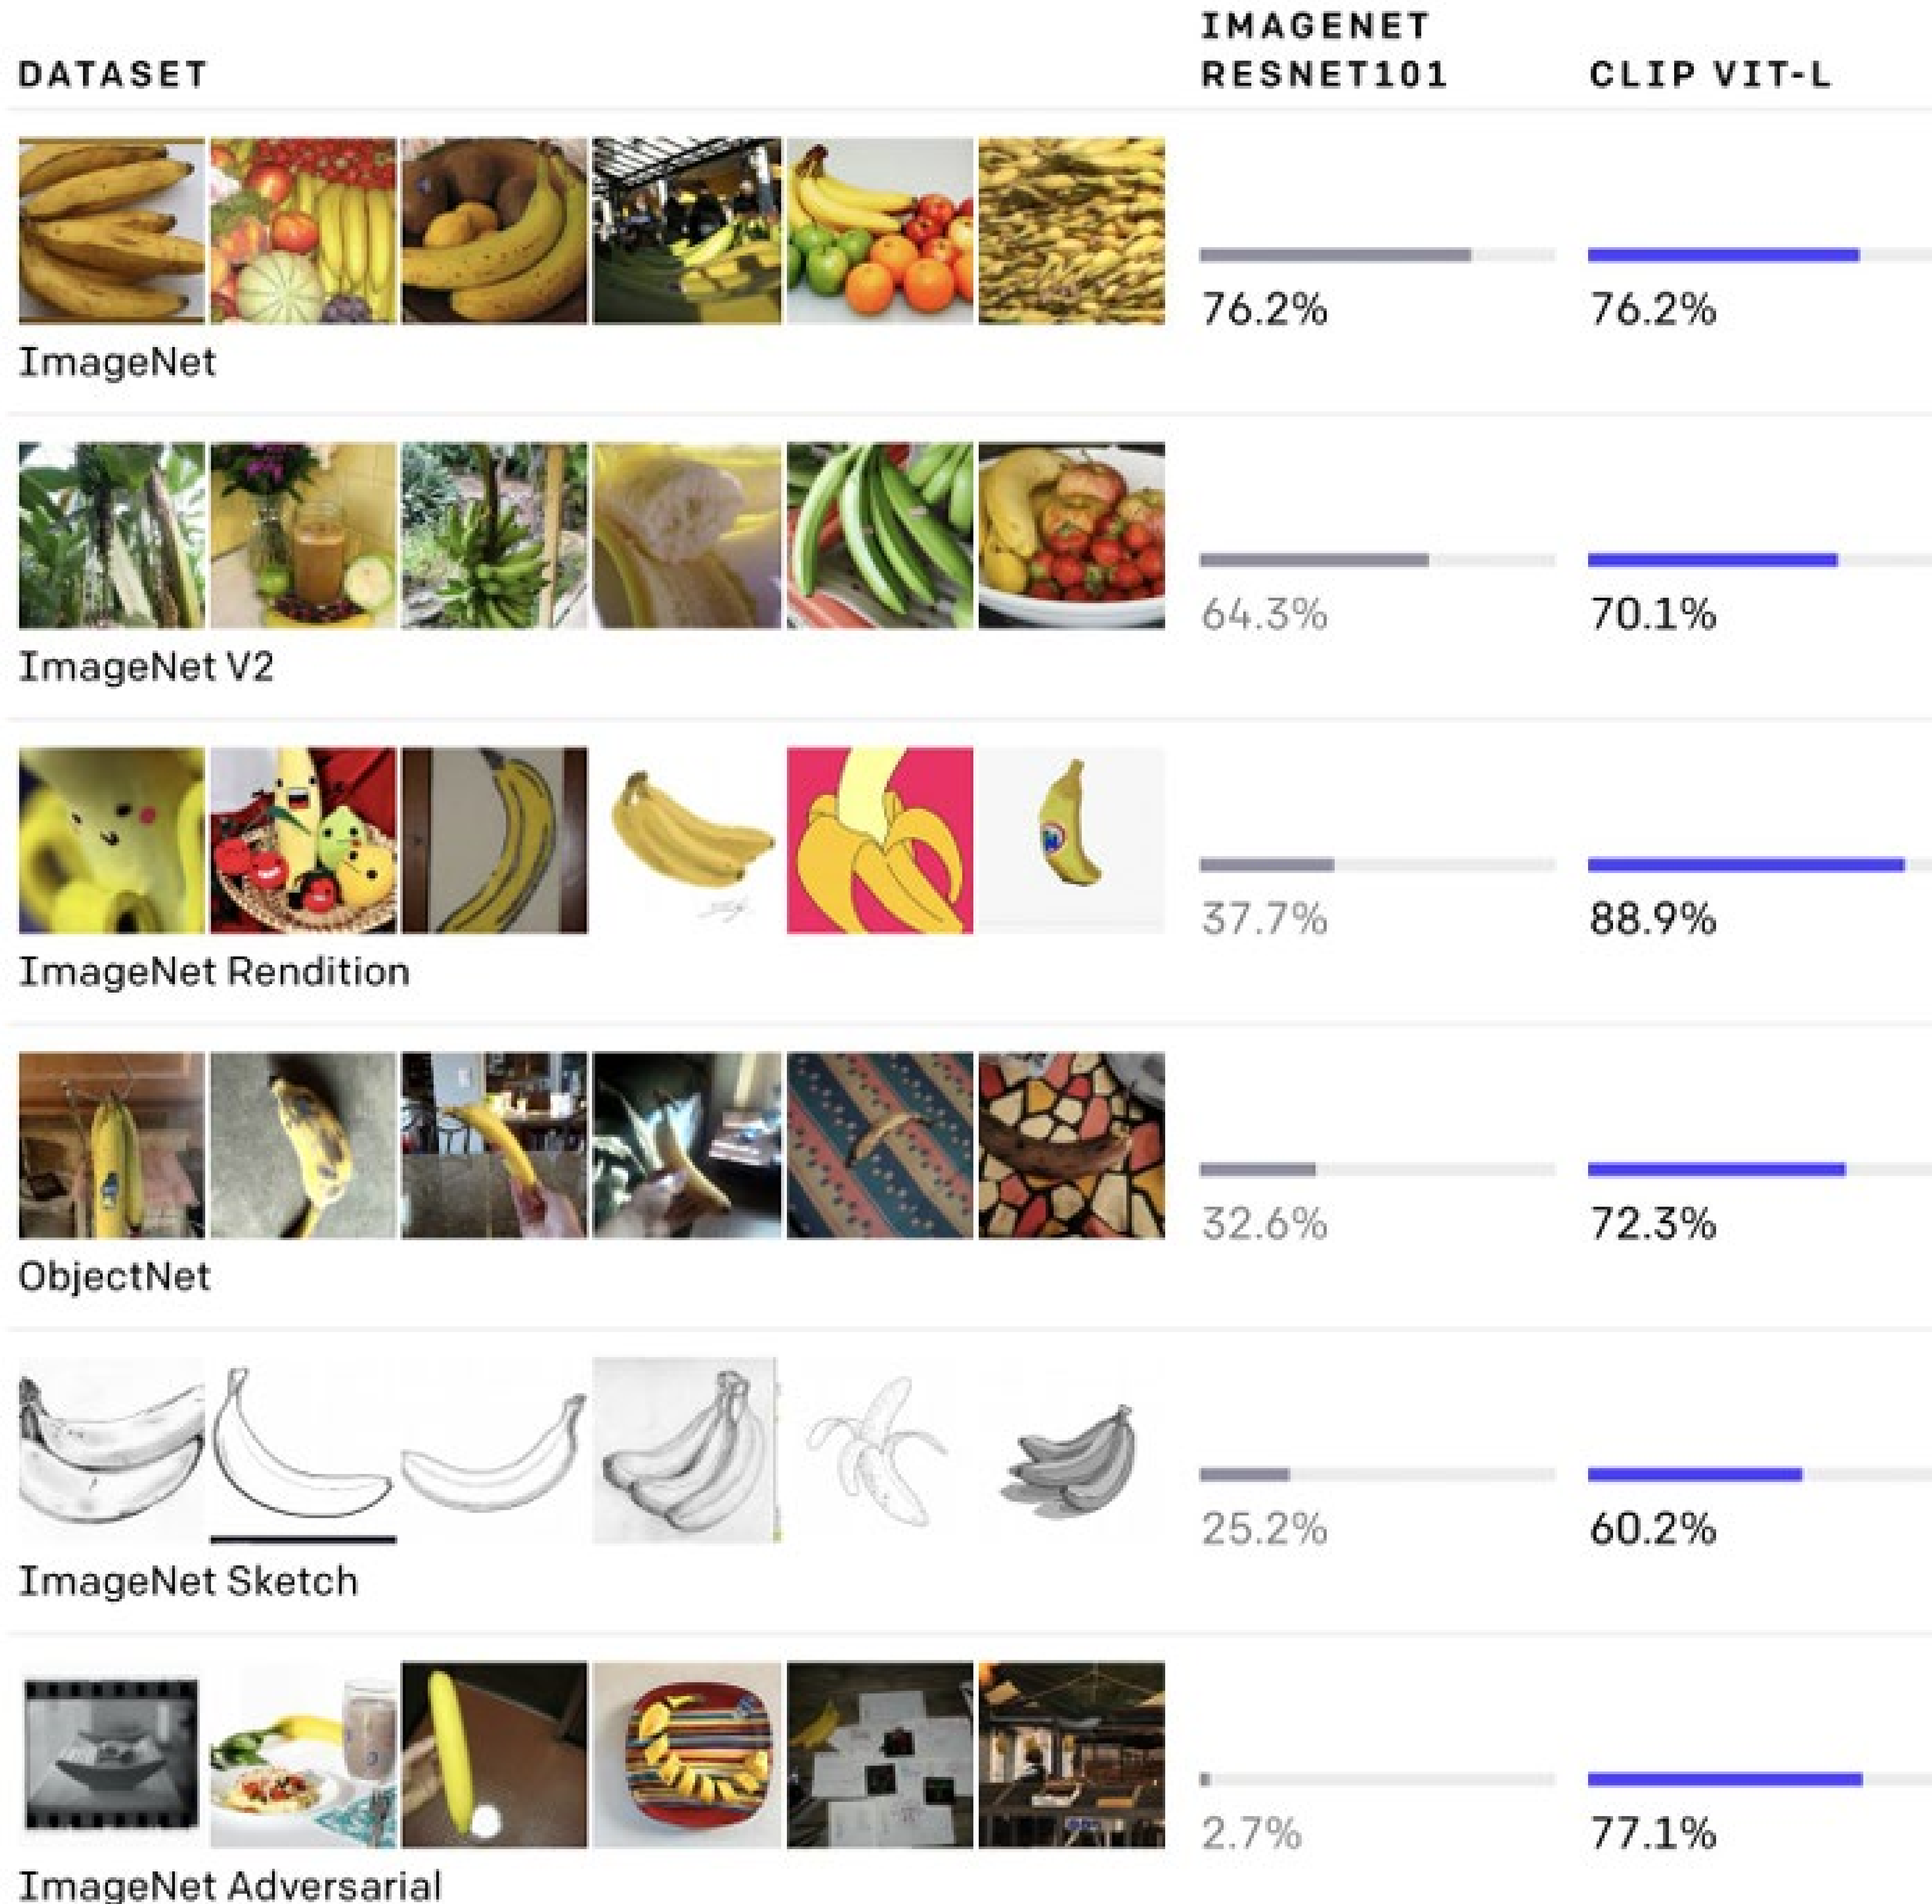 IMAGENET
DATASET RESNET101 CLIP VIT-L
76.2% 76.2%
ImageNet
64.3% 70.1%
ImageNet V2
37.7% 88.9%
ImageNet Rendition
32.6% 72.3%
ObjectNet
25.2% 60.2%
ImageNet Sketch
2.7% 77.1%
ImageNet Adversarial